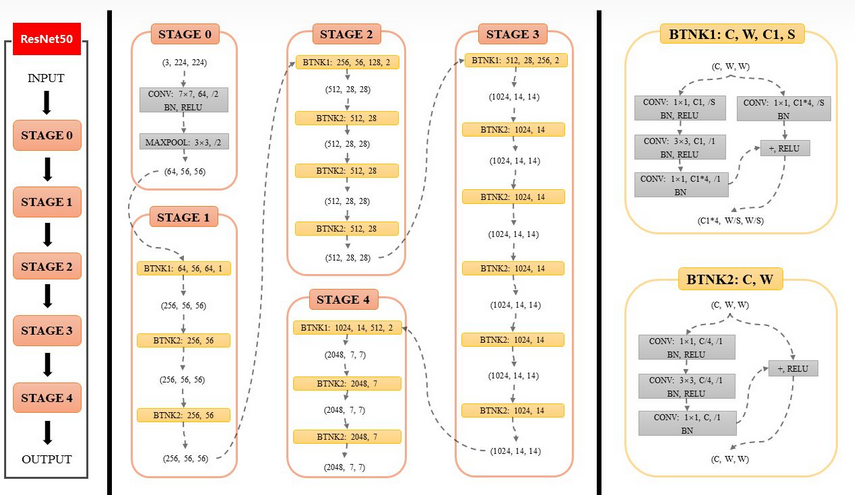 ResNet50
INPUT
STAGE 0
STAGE 1
STAGE 2
STAGE 3
STAGE 4
OUTPUT
STAGE 0
(3, 224, 224)
CONV: 7×7, 64, /2
BN, RELU
MAXPOOL: 3×3, /2
(64, 56, 56)
STAGE 1
BTNK1: 64, 56, 64, 1
(256, 56, 56)
BTNK2: 256, 56
(256, 56, 56)
BTNK2: 256, 56
(256, 56, 56)
STAGE 2
BTNK1: 256, 56, 128, 2
(512, 28, 28)
BTNK2: 512, 28
(512, 28, 28)
BTNK2: 512, 28
(512, 28, 28)
BTNK2: 512, 28
(512, 28, 28)
STAGE 4
BTNK1: 1024, 14, 512, 2
(2048, 7, 7)
BTNK2: 2048, 7
(2048, 7, 7)
BTNK2: 2048, 7
(2048, 7, 7)
STAGE 3
BTNK1: 512, 28, 256, 2
(1024, 14, 14)
BTNK2: 1024, 14
(1024, 14, 14)
BTNK2: 1024, 14
(1024, 14, 14)
BTNK2: 1024, 14
(1024, 14, 14)
BTNK2: 1024, 14
(1024, 14, 14)
BTNK2: 1024, 14
(1024, 14, 14)
BTNK1: C, W, C1, S
(C, W, W)
CONV: 1×1, C1, /S
BN, RELU
CONV: 3×3, C1, /1
BN, RELU
CONV: 1×1, C1*4, /1
BN
CONV: 1×1, C1*4, /S
BN
+, RELU
(C1*4, W/S, W/S)
BTNK2: C, W
(C, W, W)
CONV: 1×1, C/4, /1
BN, RELU
CONV: 3×3, C/4, /1
BN, RELU
CONV: 1×1, C, /1
BN
+, RELU
(C, W, W)